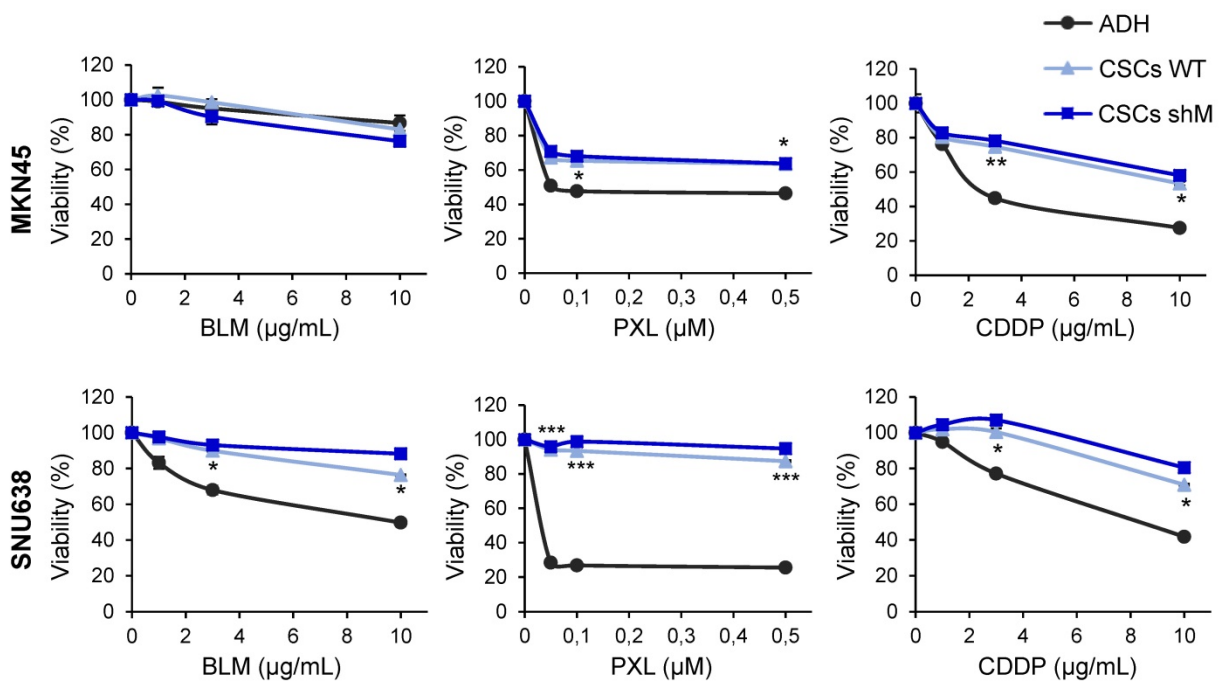 ADH
CSCs WT
CSCs shM
MKN45
Viability (%)
120
100
80
60
40
20
0
0 2 4 6 8 10
BLM (µg/mL)
Viability (%)
120
100
80
60
40
20
0
*
*
0 0,1 0,2 0,3 0,4 0,5
PXL (µM)
Viability (%)
120
100
80
60
40
20
0
**
*
0 2 4 6 8 10
CDDP (µg/mL)
SNU638
Viability (%)
120
100
80
60
40
20
0
*
*
0 2 4 6 8 10
BLM (µg/mL)
Viability (%)
120
100
80
60
40
20
0
***
***
***
0 0,1 0,2 0,3 0,4 0,5
PXL (µM)
Viability (%)
120
100
80
60
40
20
0
*
*
0 2 4 6 8 10
CDDP (µg/mL)